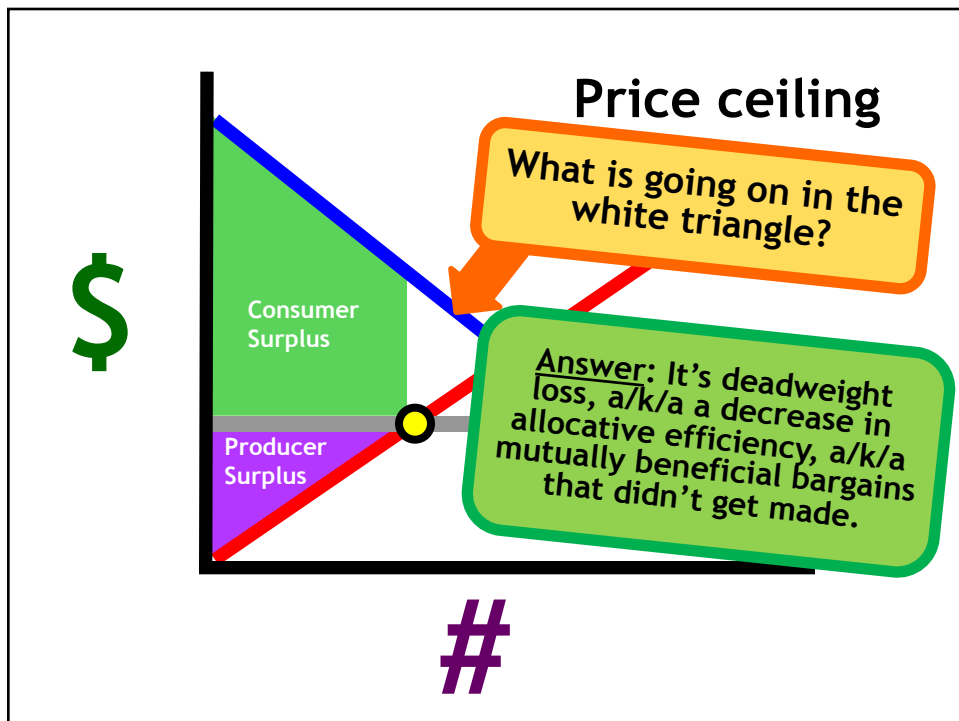 Price ceiling
What is going on in the
white triangle?
$
Consumer
Surplus
Answer: It’s deadweight
loss, a/k/a a decrease in
allocative efficiency, a/k/a
mutually beneficial bargains
that didn’t get made.
Producer
Surplus
#